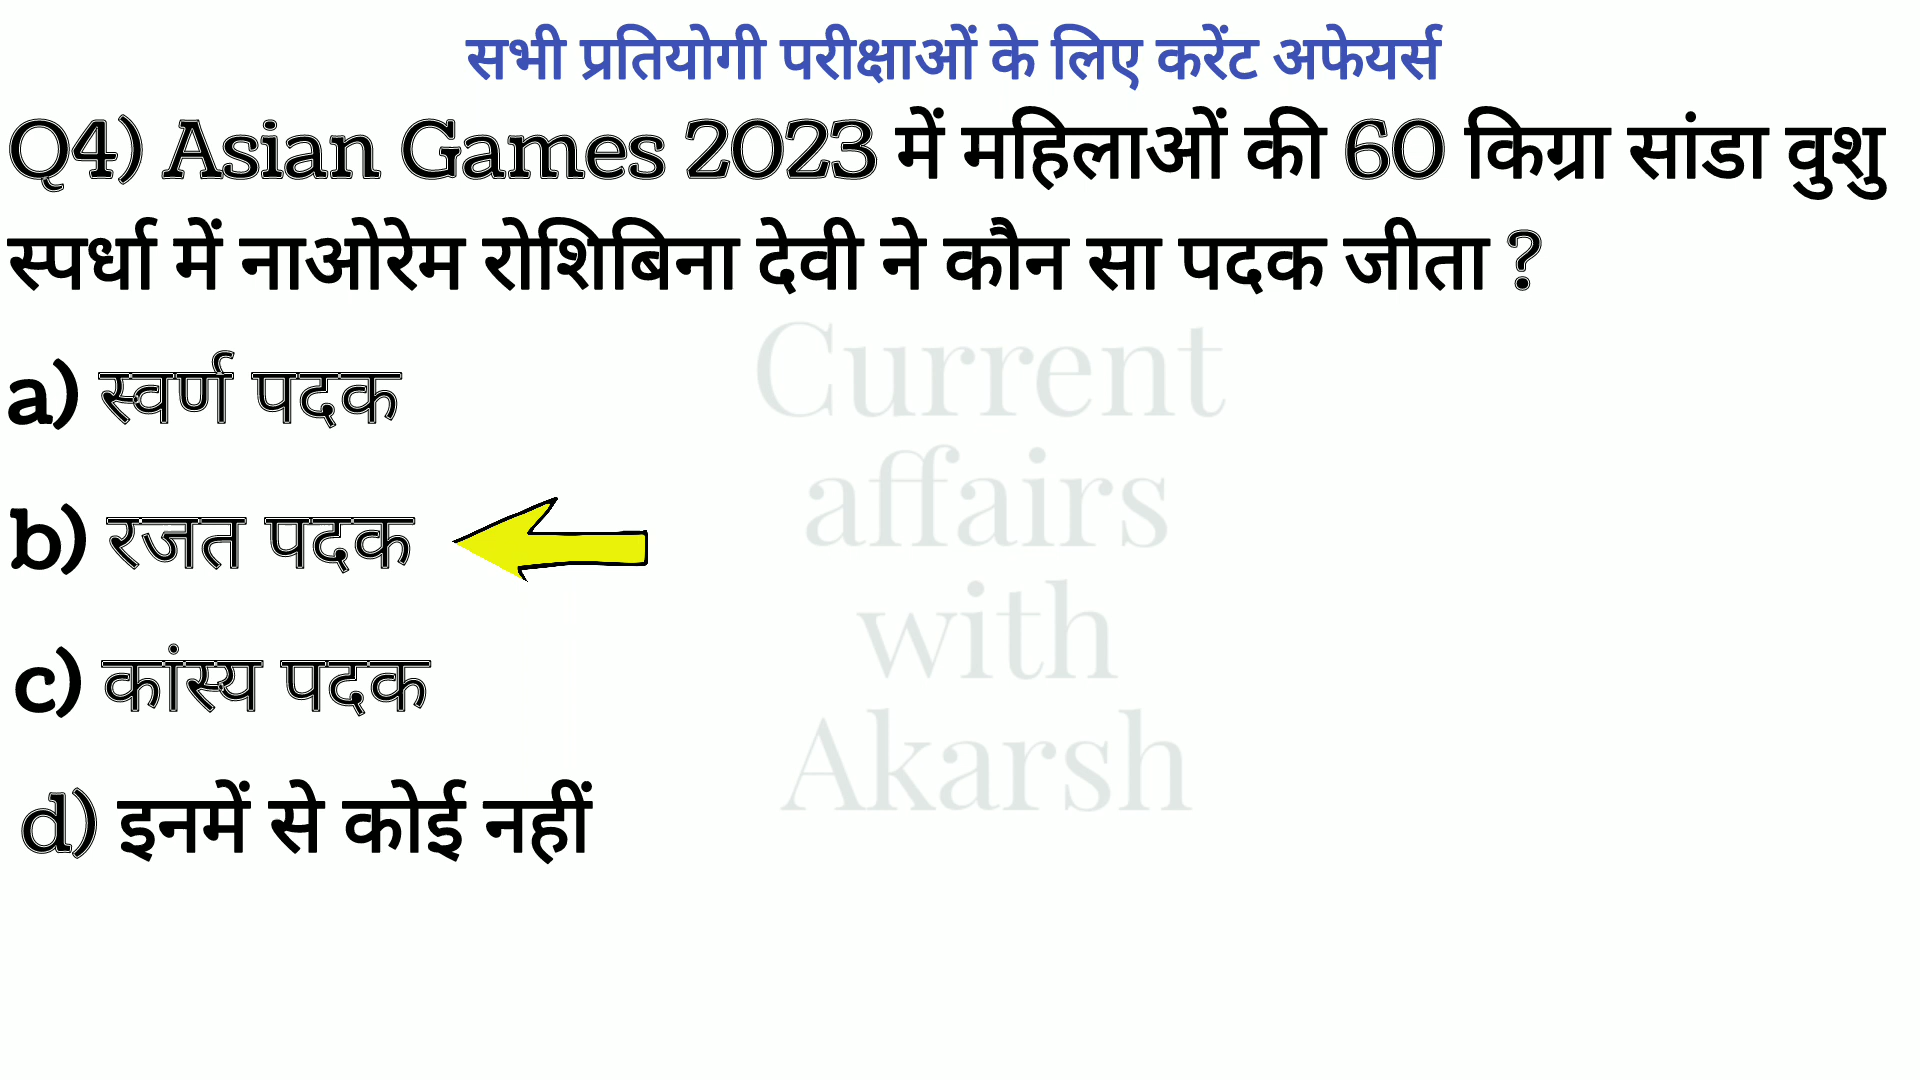 सभी प्रतियोगी परीक्षाओं के लिए करेंट अफेयर्स
Q4) Asian Games 2023 में महिलाओं की 60 किग्रा सांडा वुशु
स्पर्धा में नाओरेम रोशिबिना देवी ने कौन सा पदक जीता ?
a) स्वर्ण पदक
b) रजत पदक
c) कांस्य पदक
d) इनमें से कोई नहीं
Current
affairs
with
Akarsh